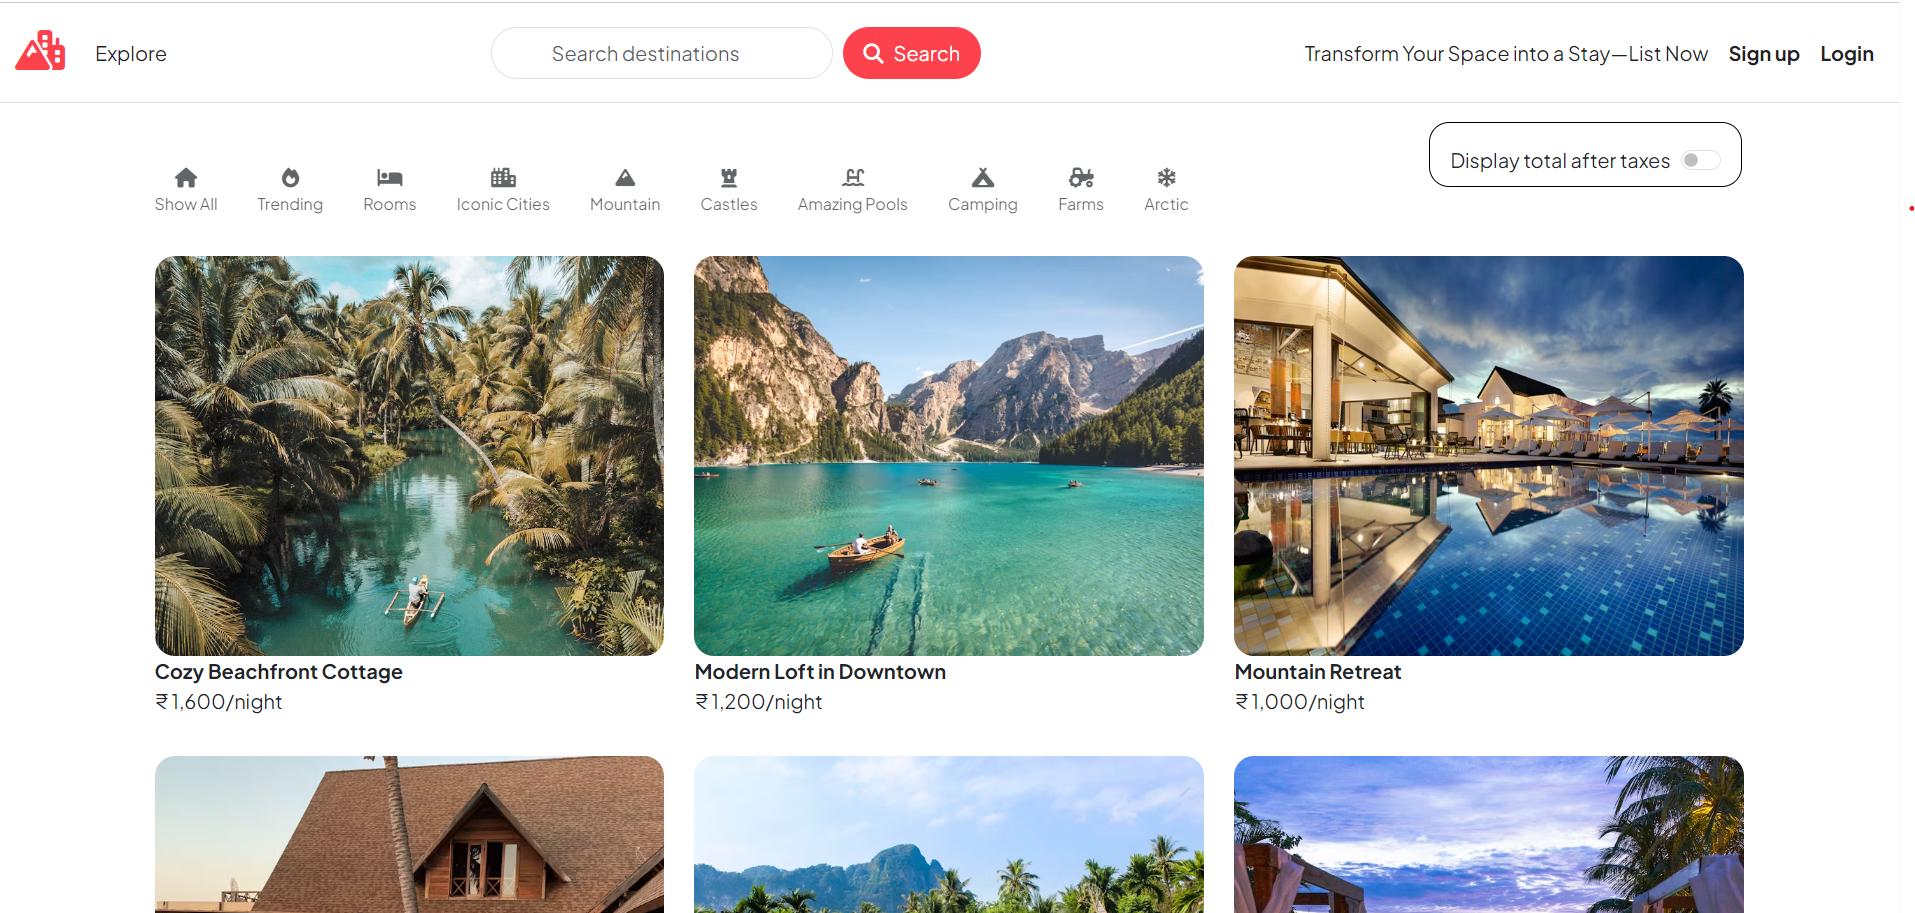 Explore
Search destinations
Search
Transform Your Space into a Stay—List Now
Sign up
Login
Display total after taxes
Show All
Trending
Rooms
Iconic Cities
Mountain
Castles
Amazing Pools
Camping
Farms
Arctic
Cozy Beachfront Cottage
₹ 1,600/night
Modern Loft in Downtown
₹ 1,200/night
Mountain Retreat
₹ 1,000/night